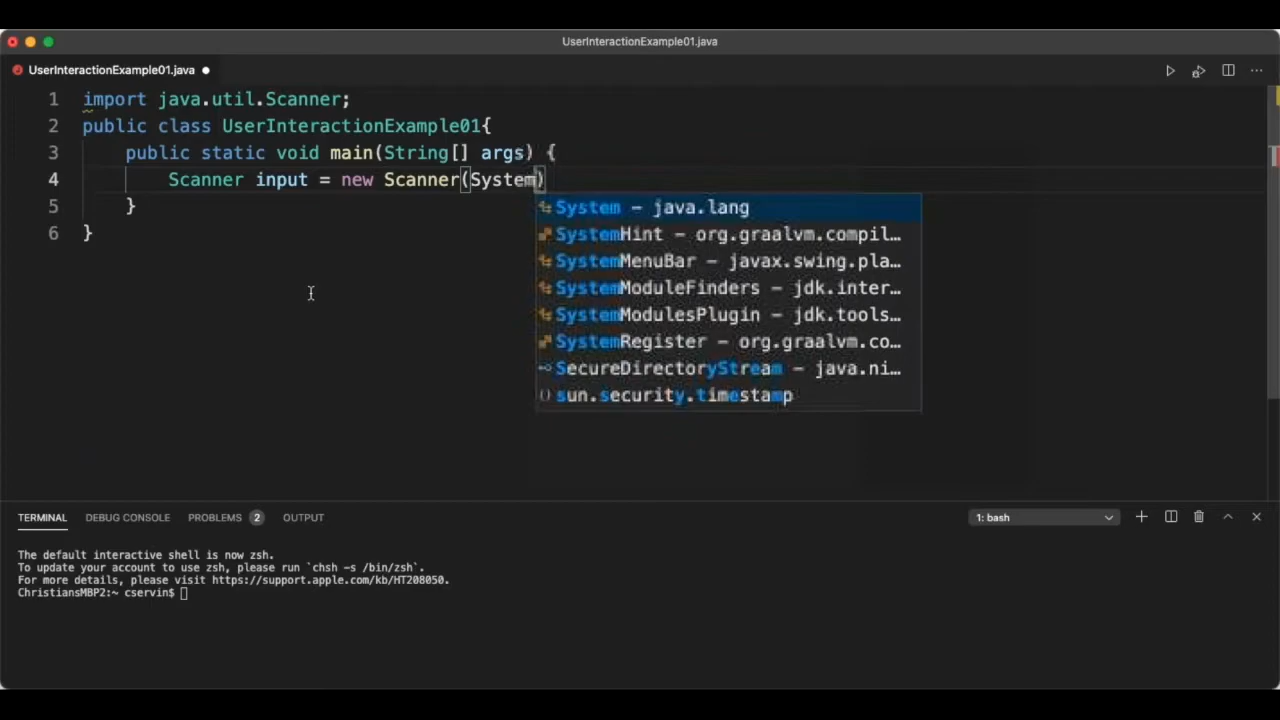 UserInteractionExample01.java
UserInteractionExample01.java
1 import java.util.Scanner;
2 public class UserInteractionExample01{
3 public static void main(String[] args) {
4 Scanner input = new Scanner(System)
System – java.lang
5 }
SystemHint – org.graalvm.compil…
6 }
SystemMenuBar – javax.swing.pla…
SystemModuleFinders – jdk.inter…
SystemModulesPlugin – jdk.tools…
SystemRegister – org.graalvm.co…
SecureDirectoryStream – java.ni…
sun.security.timestamp
TERMINAL DEBUG CONSOLE PROBLEMS 2 OUTPUT 1: bash
The default interactive shell is now zsh.
To update your account to use zsh, please run `chsh -s /bin/zsh`.
For more details, please visit https://support.apple.com/kb/HT208050.
ChristiansMBP2:~ cservin$